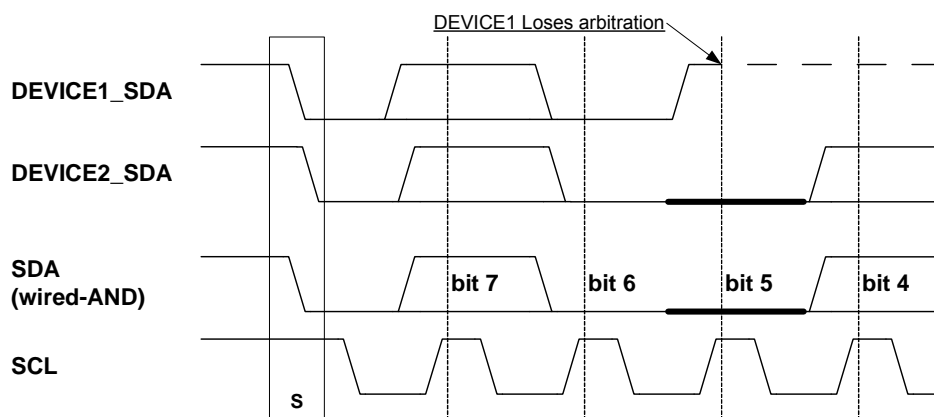 DEVICE1 Loses arbitration
DEVICE1_SDA
DEVICE2_SDA
SDA
(wired-AND)
bit 7
bit 6
bit 5
bit 4
SCL
S